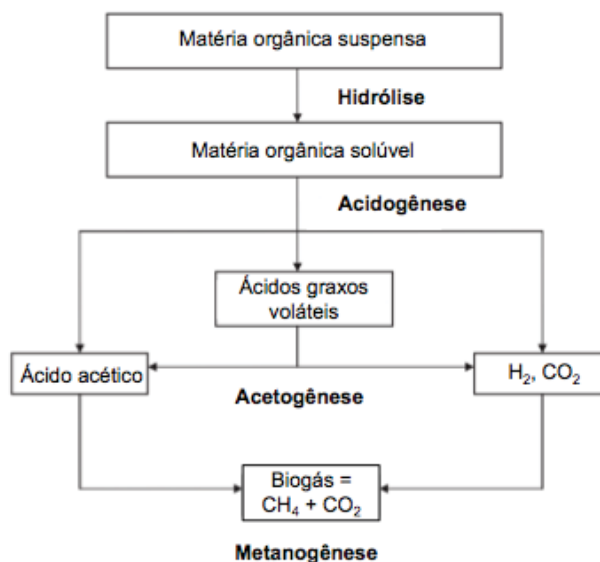 Matéria orgânica suspensa
Hidrólise
Matéria orgânica solúvel
Acidogênese
Ácidos graxos
voláteis
Ácido acético
Acetogênese
H₂, CO₂
Biogás =
CH₄ + CO₂
Metanogênese